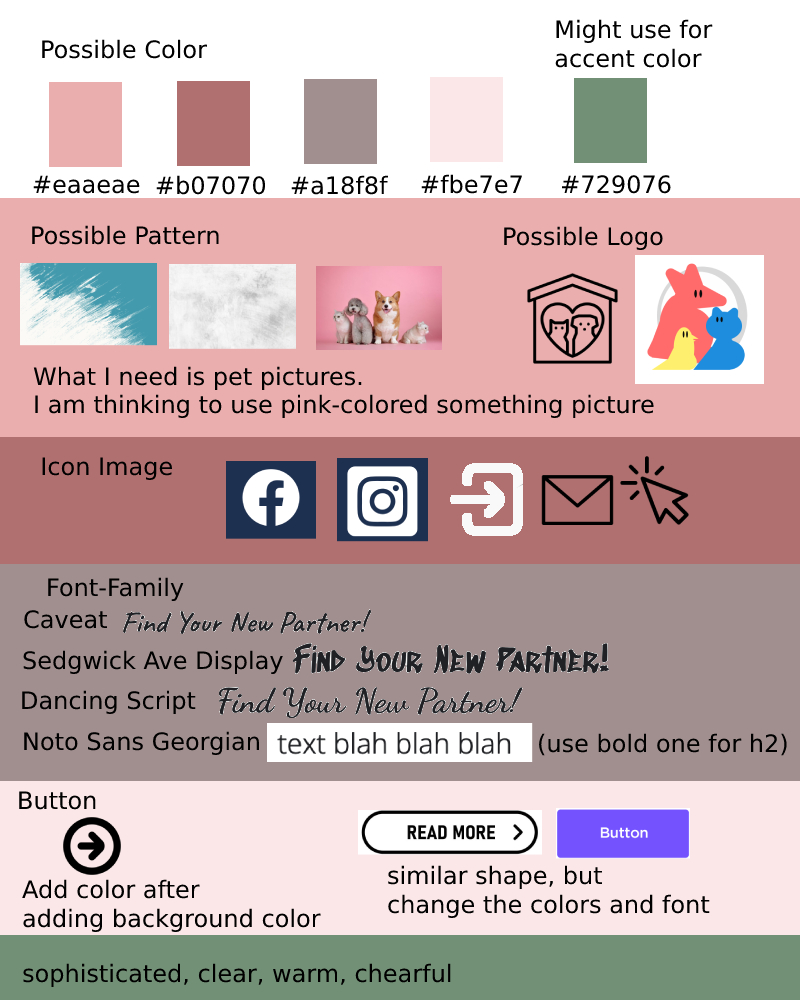 Possible Color
Might use for
accent color
#eaaeae
#b07070
#a18f8f
#fbe7e7
#729076
Possible Pattern
Possible Logo
What I need is pet pictures.
I am thinking to use pink-colored something picture
Icon Image
Font-Family
Caveat Find Your New Partner!
Sedgwick Ave Display Find Your New Partner!
Dancing Script Find Your New Partner!
Noto Sans Georgian text blah blah blah (use bold one for h2)
Button
READ MORE
Button
Add color after
adding background color
similar shape, but
change the colors and font
sophisticated, clear, warm, chearful